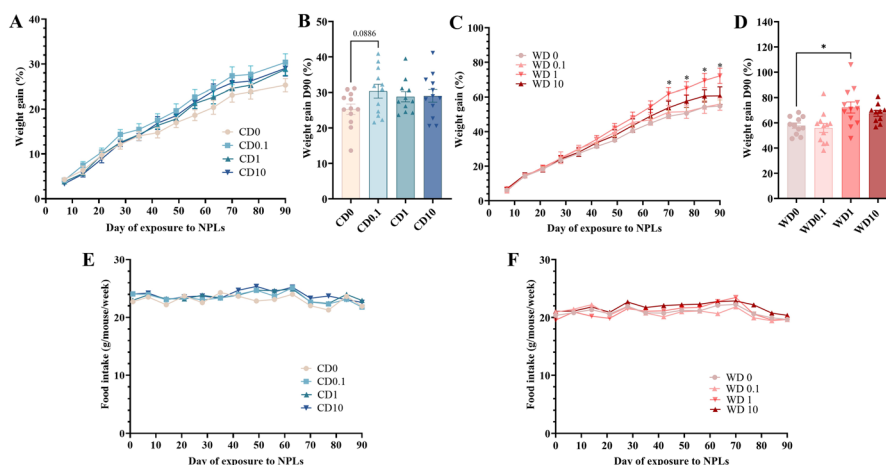 A
Weight gain (%)
40
30
20
10
0
0 10 20 30 40 50 60 70 80 90
Day of exposure to NPLs
CD0
CD0.1
CD1
CD10
B
Weight gain D90 (%)
50
40
30
20
10
0
0.0886
CD0
CD0.1
CD1
CD10
C
Weight gain (%)
100
80
60
40
20
0
0 10 20 30 40 50 60 70 80 90
Day of exposure to NPLs
WD 0
WD 0.1
WD 1
WD 10
* * * *
D
Weight gain D90 (%)
140
120
100
80
60
40
20
0
*
WD0
WD0.1
WD1
WD10
E
Food intake (g/mouse/week)
30
20
10
0
0 10 20 30 40 50 60 70 80 90
Day of exposure to NPLs
CD0
CD0.1
CD1
CD10
F
Food intake (g/mouse/week)
30
20
10
0
0 10 20 30 40 50 60 70 80 90
Day of exposure to NPLs
WD 0
WD 0.1
WD 1
WD 10